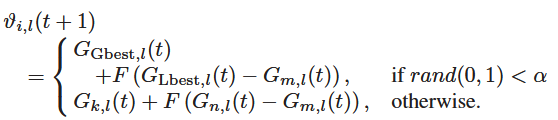 ϑ_{i,l}(t + 1)
= { G_{Gbest,l}(t)
+F (G_{Lbest,l}(t) − G_{m,l}(t)) , if rand(0, 1) < α
G_{k,l}(t) + F (G_{n,l}(t) − G_{m,l}(t)) , otherwise.